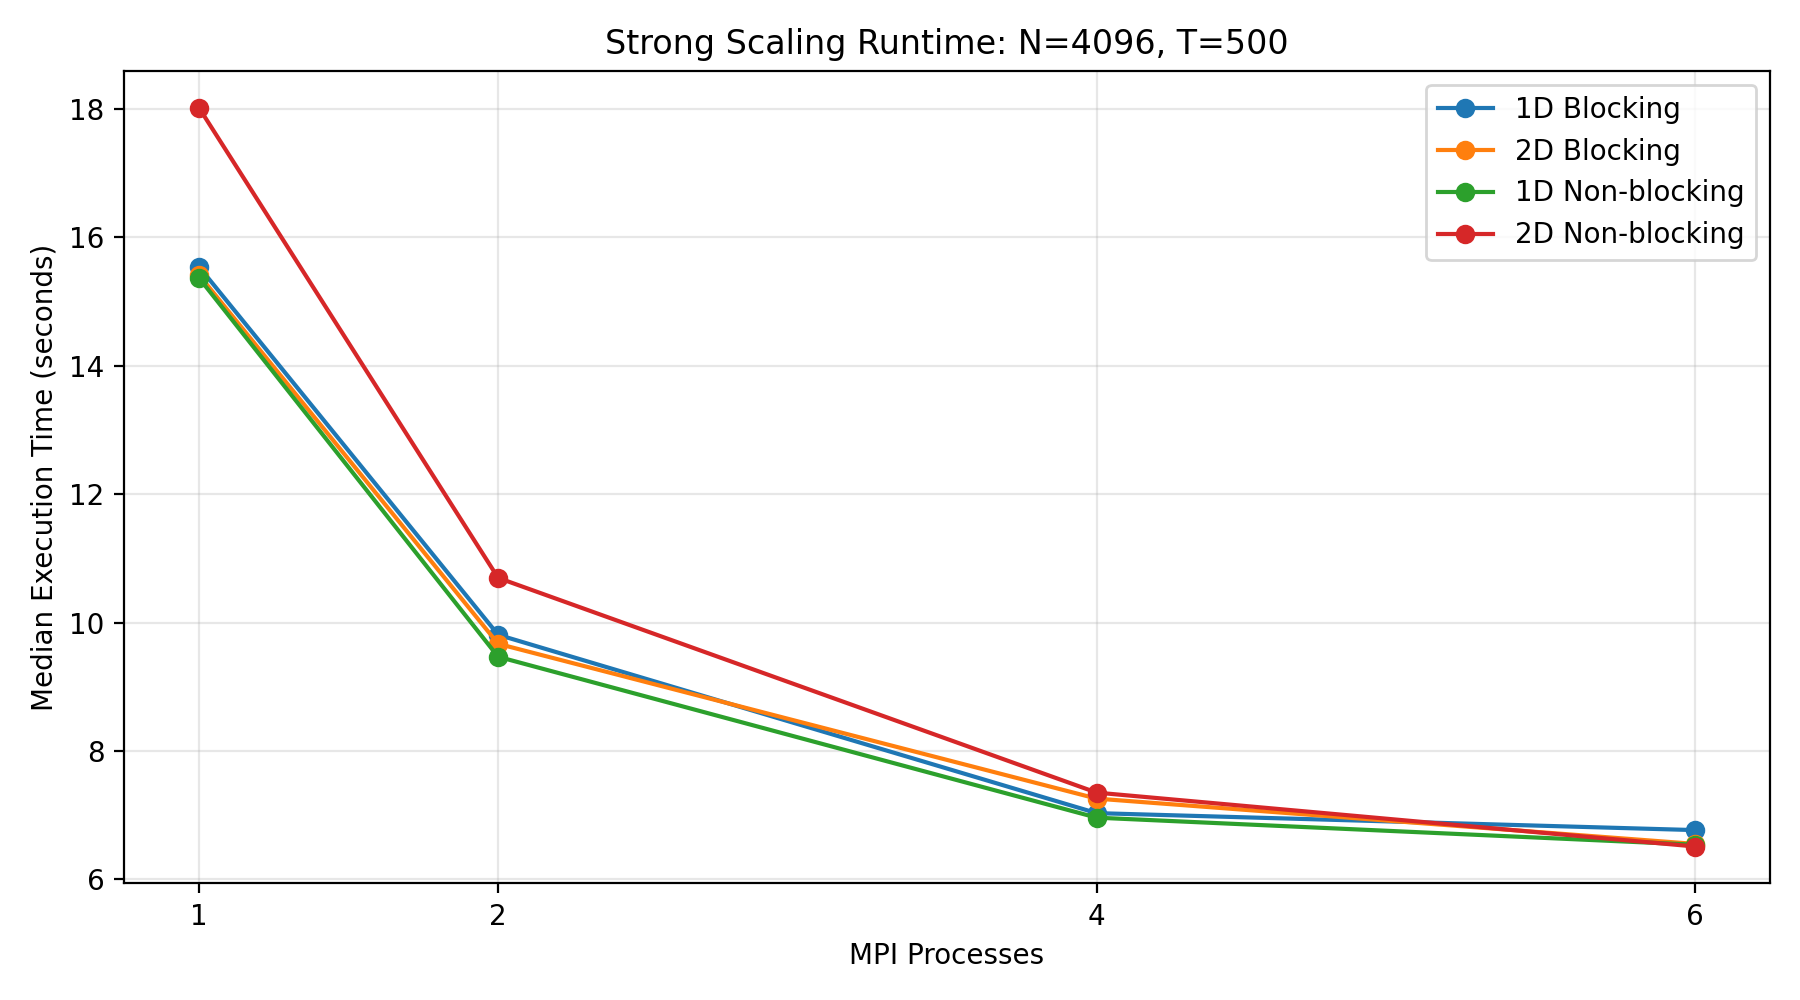 Strong Scaling Runtime: N=4096, T=500
1D Blocking
2D Blocking
1D Non-blocking
2D Non-blocking
Median Execution Time (seconds)
18
16
14
12
10
8
6
1 2 4 6
MPI Processes